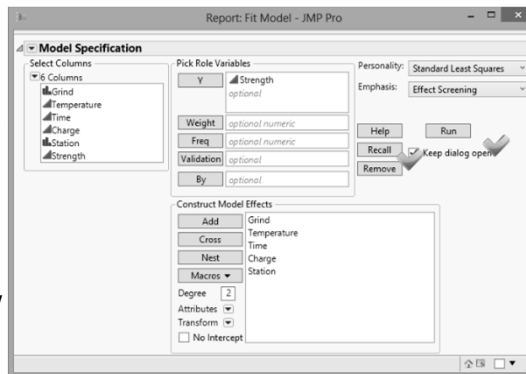 Report: Fit Model - JMP Pro
Model Specification
Select Columns
6 Columns
Grind
Temperature
Time
Charge
Station
Strength
Pick Role Variables
Y
Strength
optional
Weight
optional numeric
Freq
optional numeric
Validation
optional
By
optional
Personality:
Standard Least Squares
Emphasis:
Effect Screening
Help
Run
Recall
Keep dialog open
Remove
Construct Model Effects
Add
Cross
Nest
Macros
Degree
2
Attributes
Transform
No Intercept
Grind
Temperature
Time
Charge
Station